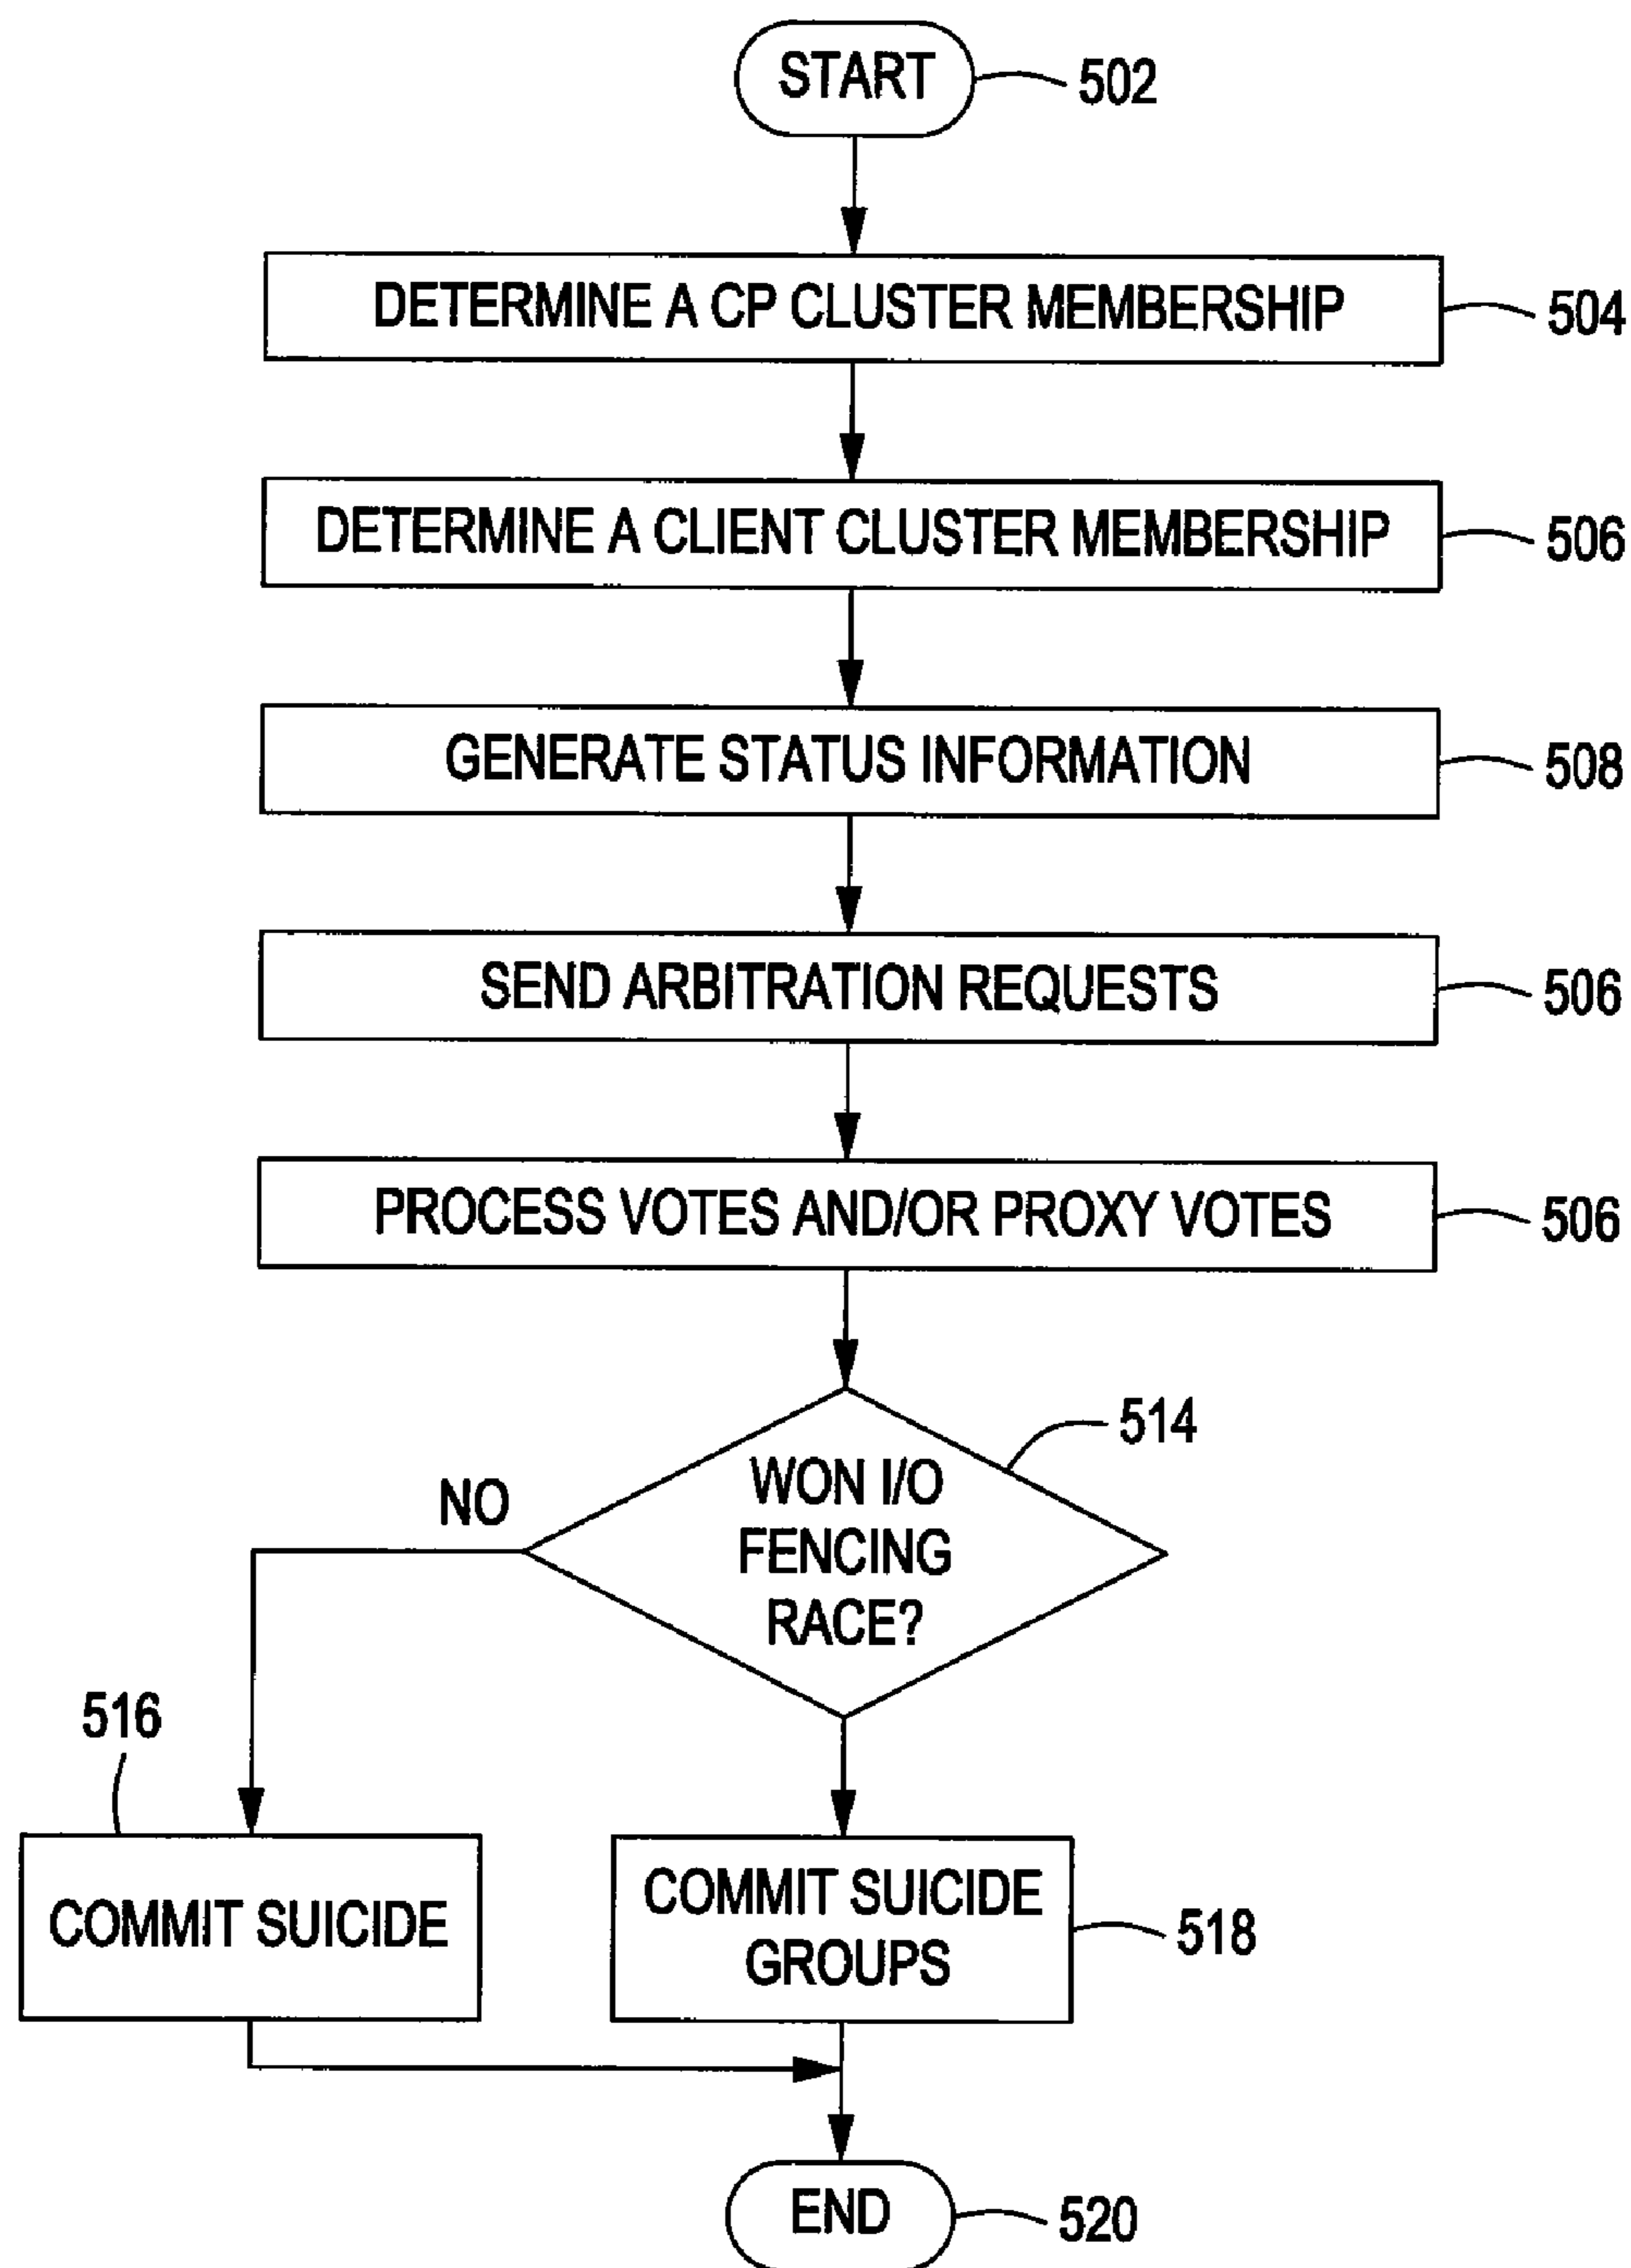 START
502
DETERMINE A CP CLUSTER MEMBERSHIP
504
DETERMINE A CLIENT CLUSTER MEMBERSHIP
506
GENERATE STATUS INFORMATION
508
SEND ARBITRATION REQUESTS
506
PROCESS VOTES AND/OR PROXY VOTES
506
514
WON I/O
FENCING
RACE?
NO
516
COMMIT SUICIDE
COMMIT SUICIDE
GROUPS
518
END
520